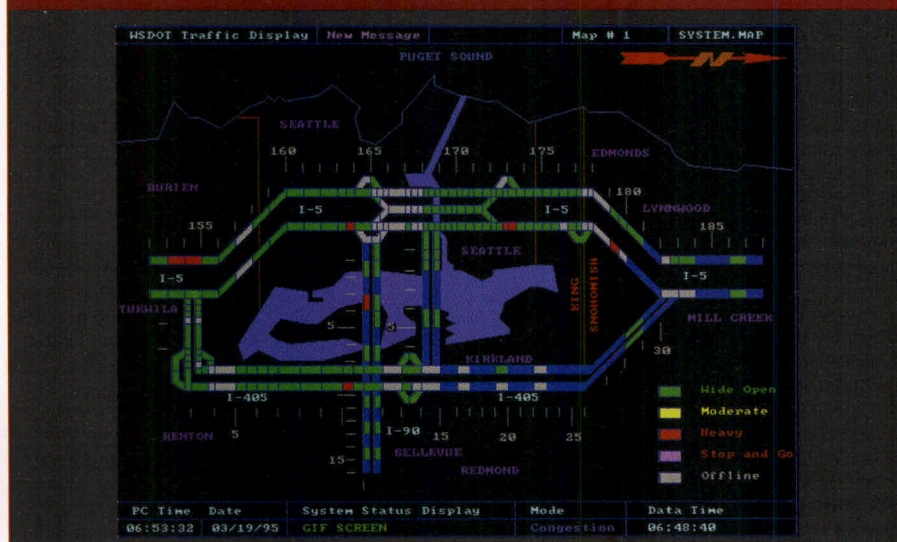 WSDOT Traffic Display New Message Map # 1 SYSTEM.MAP
PUGET SOUND
N
SEATTLE
160 165 170 175
EDMONDS
BURIEN
180
LYNNWOOD
155
I-5
I-5
185
SEATTLE
I-5
I-5
TUKWILA
KING
SNOHOMISH
MILL CREEK
5
5
30
KIRKLAND
Wide Open
I-405
I-405
Moderate
RENTON
5
I-90
15
20
25
Heavy
BELLEVUE
Stop and Go
15
REDMOND
Offline
PC Time Date System Status Display Mode Data Time
06:53:32 03/19/95 GIF SCREEN Congestion 06:48:40